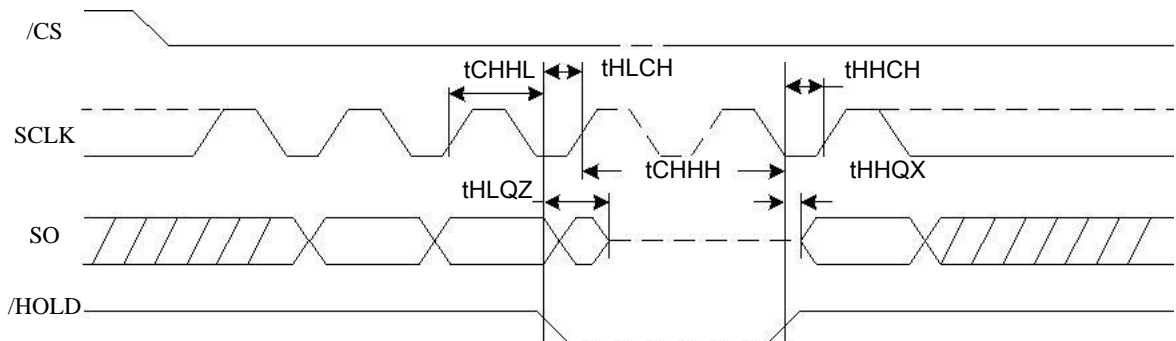 /CS
tCHHL
tHLCH
tHHCH
SCLK
tCHHH
tHHQX
tHLQZ
SO
/HOLD